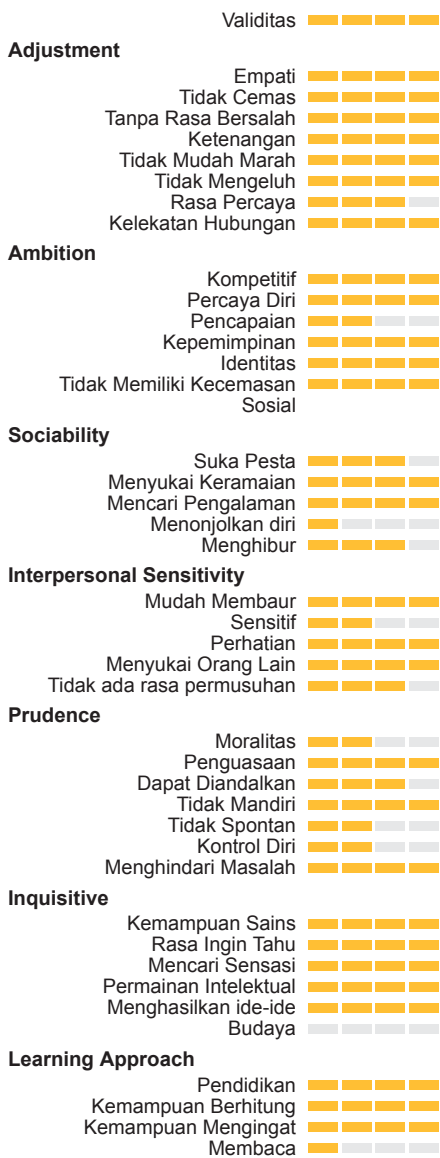 Validitas
Adjustment
Empati
Tidak Cemas
Tanpa Rasa Bersalah
Ketenangan
Tidak Mudah Marah
Tidak Mengeluh
Rasa Percaya
Kelekatan Hubungan
Ambition
Kompetitif
Percaya Diri
Pencapaian
Kepemimpinan
Identitas
Tidak Memiliki Kecemasan
Sosial
Sociability
Suka Pesta
Menyukai Keramaian
Mencari Pengalaman
Menonjolkan diri
Menghibur
Interpersonal Sensitivity
Mudah Membaur
Sensitif
Perhatian
Menyukai Orang Lain
Tidak ada rasa permusuhan
Prudence
Moralitas
Penguasaan
Dapat Diandalkan
Tidak Mandiri
Tidak Spontan
Kontrol Diri
Menghindari Masalah
Inquisitive
Kemampuan Sains
Rasa Ingin Tahu
Mencari Sensasi
Permainan Intelektual
Menghasilkan ide-ide
Budaya
Learning Approach
Pendidikan
Kemampuan Berhitung
Kemampuan Mengingat
Membaca